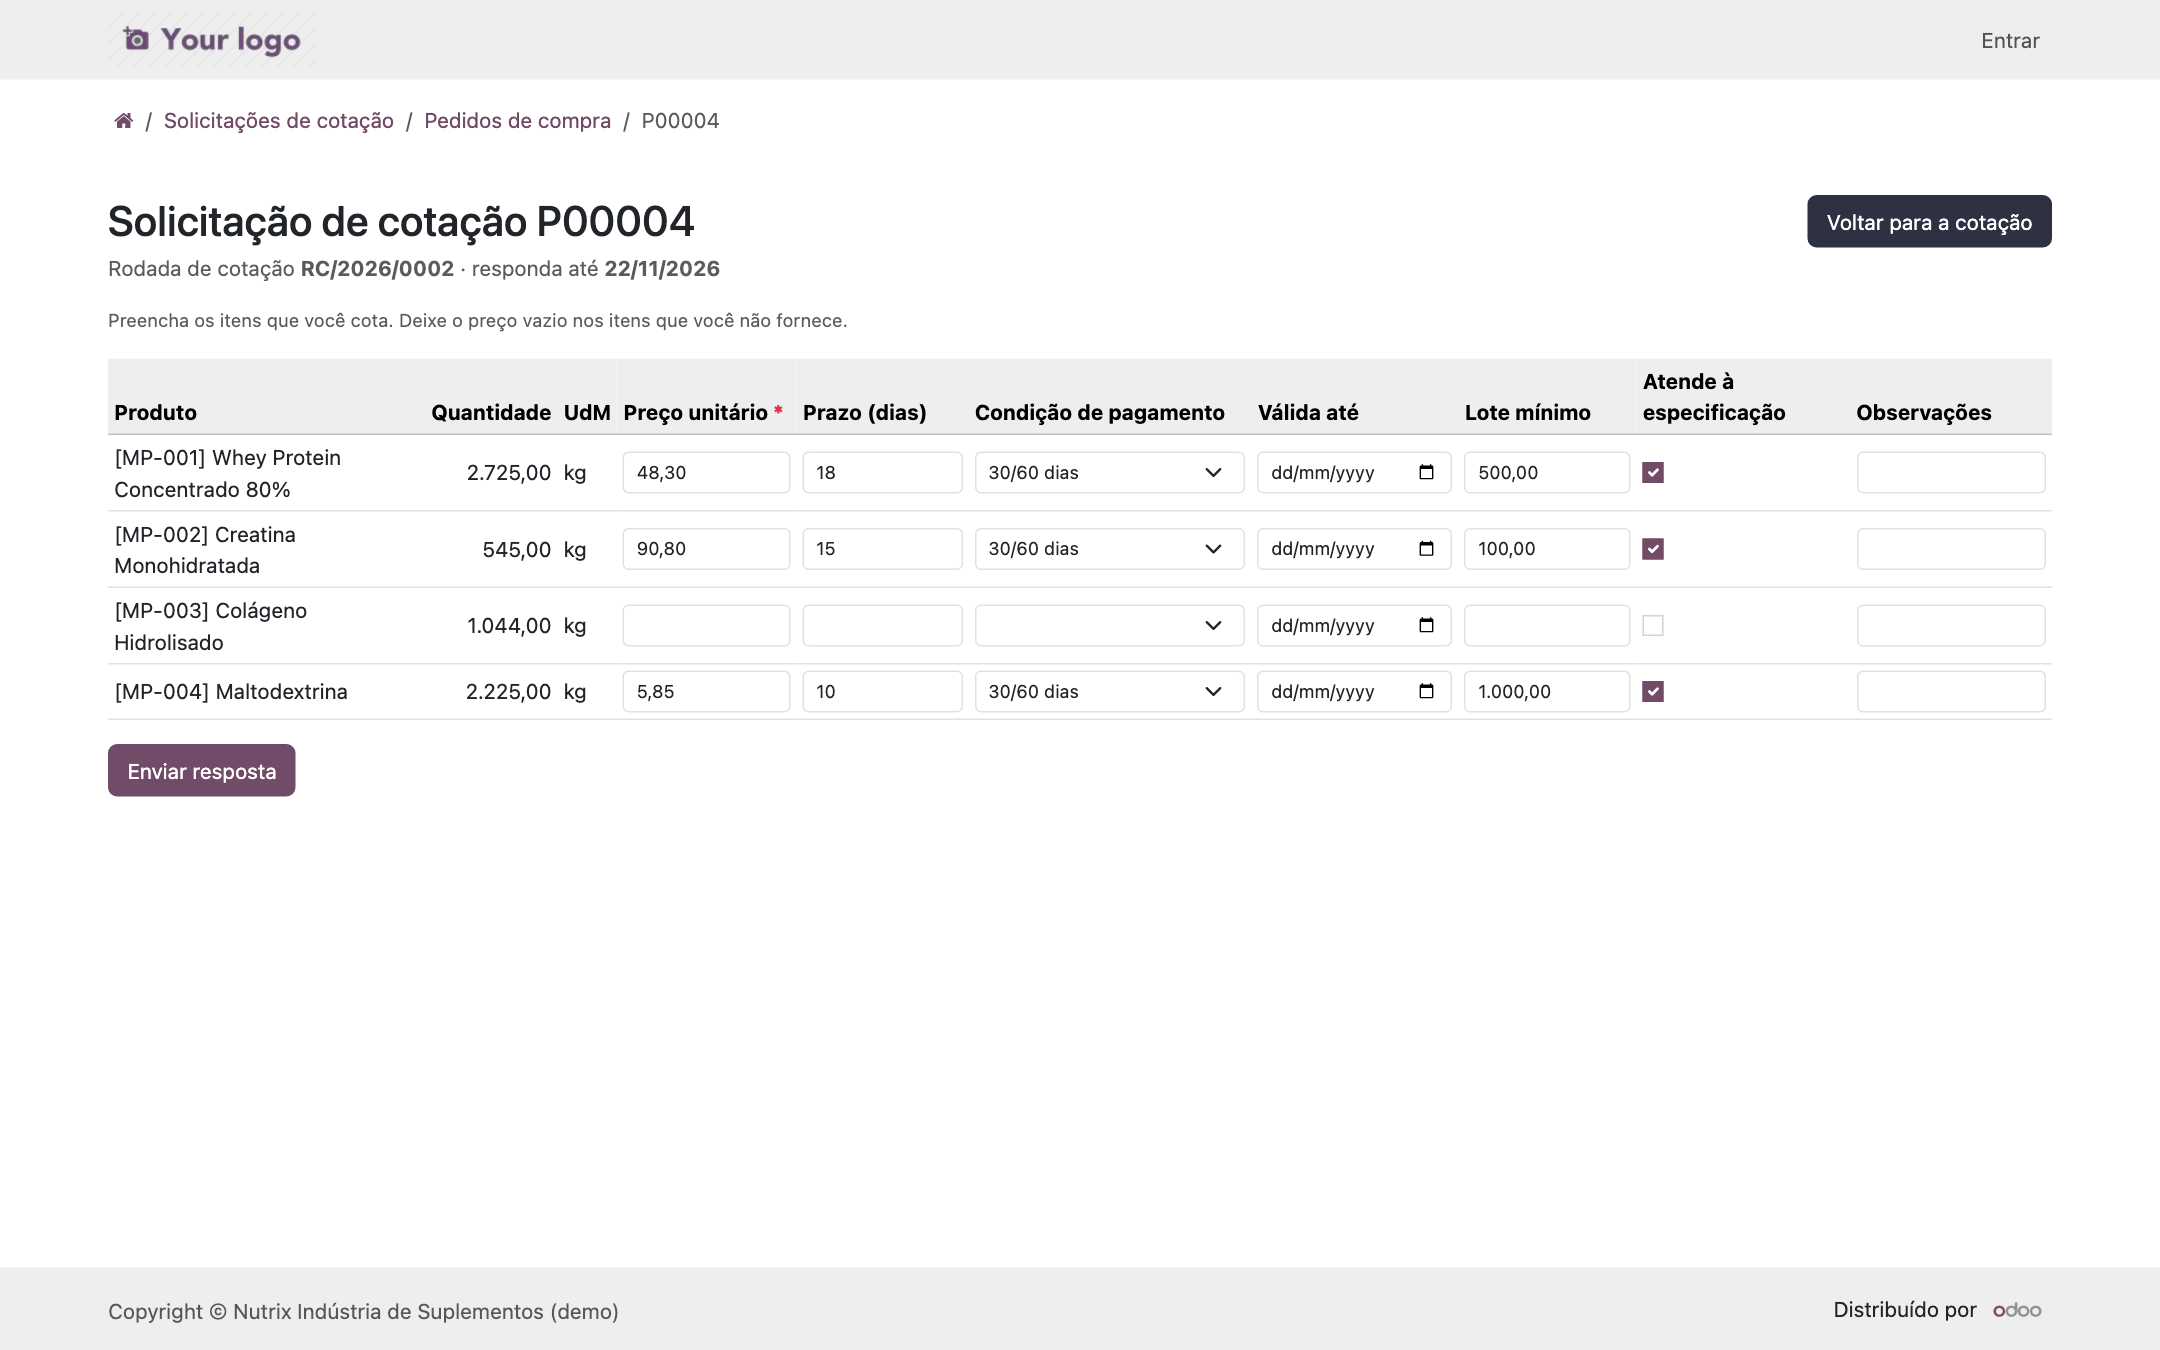 Your logo
Entrar
/ Solicitações de cotação / Pedidos de compra / P00004
Solicitação de cotação P00004
Voltar para a cotação
Rodada de cotação RC/2026/0002 · responda até 22/11/2026
Preencha os itens que você cota. Deixe o preço vazio nos itens que você não fornece.
Produto Quantidade UdM Preço unitário * Prazo (dias) Condição de pagamento Válida até Lote mínimo Atende à especificação Observações
[MP-001] Whey Protein Concentrado 80% 2.725,00 kg 48,30 18 30/60 dias dd/mm/yyyy 500,00
[MP-002] Creatina Monohidratada 545,00 kg 90,80 15 30/60 dias dd/mm/yyyy 100,00
[MP-003] Colágeno Hidrolisado 1.044,00 kg dd/mm/yyyy
[MP-004] Maltodextrina 2.225,00 kg 5,85 10 30/60 dias dd/mm/yyyy 1.000,00
Enviar resposta
Copyright © Nutrix Indústria de Suplementos (demo)
Distribuído por odoo